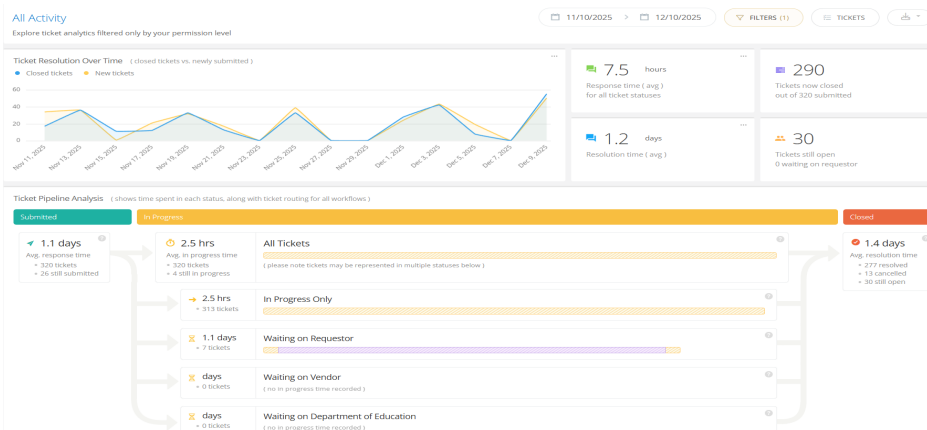 All Activity
Explore ticket analytics filtered only by your permission level
11/10/2025 > 12/10/2025
FILTERS (1)
TICKETS
Ticket Resolution Over Time ( closed tickets vs. newly submitted )
Closed tickets New tickets
60
40
20
0
Nov 11, 2025
Nov 13, 2025
Nov 15, 2025
Nov 17, 2025
Nov 19, 2025
Nov 21, 2025
Nov 23, 2025
Nov 25, 2025
Nov 27, 2025
Nov 29, 2025
Dec 1, 2025
Dec 3, 2025
Dec 5, 2025
Dec 7, 2025
Dec 9, 2025
7.5 hours
Response time ( avg )
for all ticket statuses
290
Tickets now closed
out of 320 submitted
1.2 days
Resolution time ( avg )
30
Tickets still open
0 waiting on requestor
Ticket Pipeline Analysis ( shows time spent in each status, along with ticket routing for all workflows )
Submitted
In Progress
Closed
1.1 days
Avg. response time
320 tickets
26 still submitted
2.5 hrs
Avg. in progress time
320 tickets
4 still in progress
All Tickets
( please note tickets may be represented in multiple statuses below )
1.4 days
Avg. resolution time
277 resolved
13 cancelled
30 still open
2.5 hrs
313 tickets
In Progress Only
1.1 days
7 tickets
Waiting on Requestor
days
0 tickets
Waiting on Vendor
( no in progress time recorded )
days
0 tickets
Waiting on Department of Education
( no in progress time recorded )